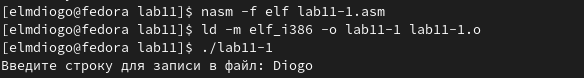 [elmdiogo@fedora lab11]$ nasm -f elf lab11-1.asm
[elmdiogo@fedora lab11]$ ld -m elf_i386 -o lab11-1 lab11-1.o
[elmdiogo@fedora lab11]$ ./lab11-1
Введите строку для записи в файл: Diogo